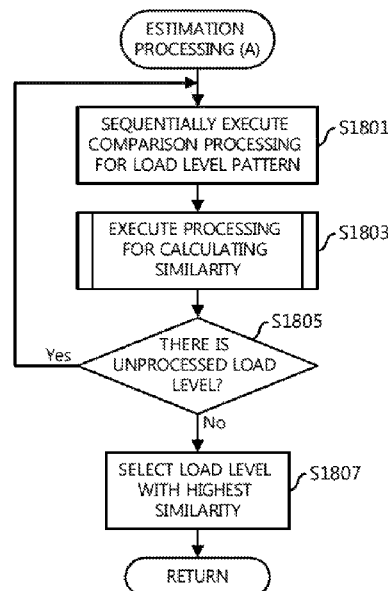 ESTIMATION
PROCESSING (A)
SEQUENTIALLY EXECUTE
COMPARISON PROCESSING
FOR LOAD LEVEL PATTERN
S1801
EXECUTE PROCESSING
FOR CALCULATING
SIMILARITY
S1803
S1805
THERE IS
UNPROCESSED LOAD
LEVEL?
Yes
No
SELECT LOAD LEVEL
WITH HIGHEST
SIMILARITY
S1807
RETURN